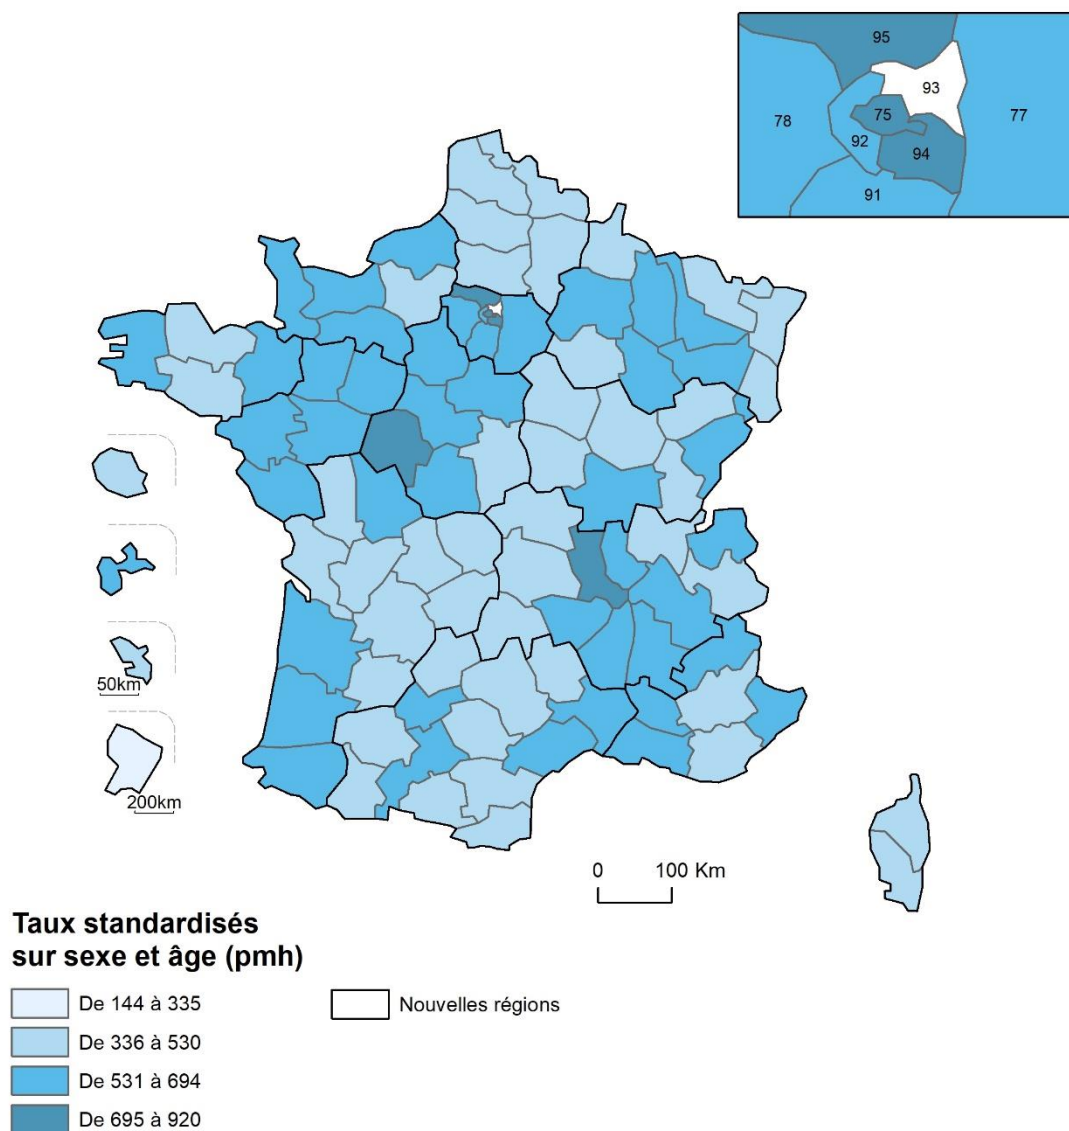 95
93
78
75
77
92
94
91
50km
200km
0 100 Km
Taux standardisés
sur sexe et âge (pmh)
De 144 à 335
Nouvelles régions
De 336 à 530
De 531 à 694
De 695 à 920